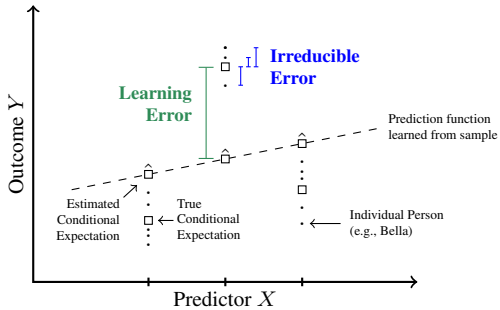 Irreducible
Error
Learning
Error
Outcome Y
Prediction function
learned from sample
Estimated
Conditional
Expectation
True
Conditional
Expectation
Individual Person
(e.g., Bella)
Predictor X